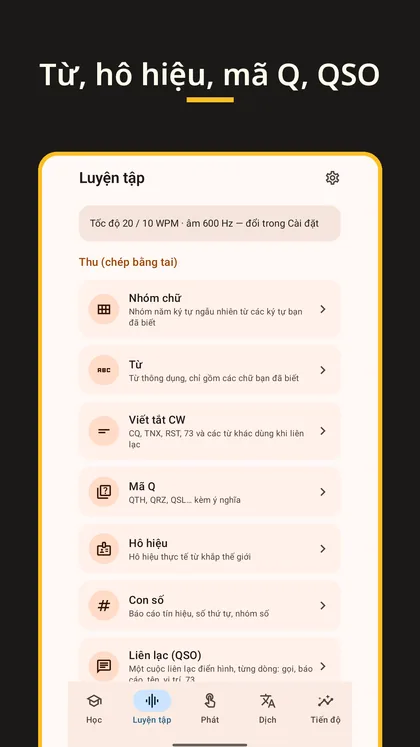 Từ, hô hiệu, mã Q, QSO
Luyện tập
Tốc độ 20 / 10 WPM · âm 600 Hz — đổi trong Cài đặt
Thu (chép bằng tai)
Nhóm chữ
Nhóm năm ký tự ngẫu nhiên từ các ký tự bạn
đã biết
ABC
Từ
Từ thông dụng, chỉ gồm các chữ bạn đã biết
Viết tắt CW
CQ, TNX, RST, 73 và các từ khác dùng khi liên
lạc
Mã Q
QTH, QRZ, QSL… kèm ý nghĩa
Hô hiệu
Hô hiệu thực tế từ khắp thế giới
Con số
Báo cáo tín hiệu, số thứ tự, nhóm số
Liên lạc (QSO)
Một cuộc liên lạc điển hình, từng dòng: gọi, báo
cáo, tên, vị trí, 73
Học
Luyện tập
Phát
Dịch
Tiến độ